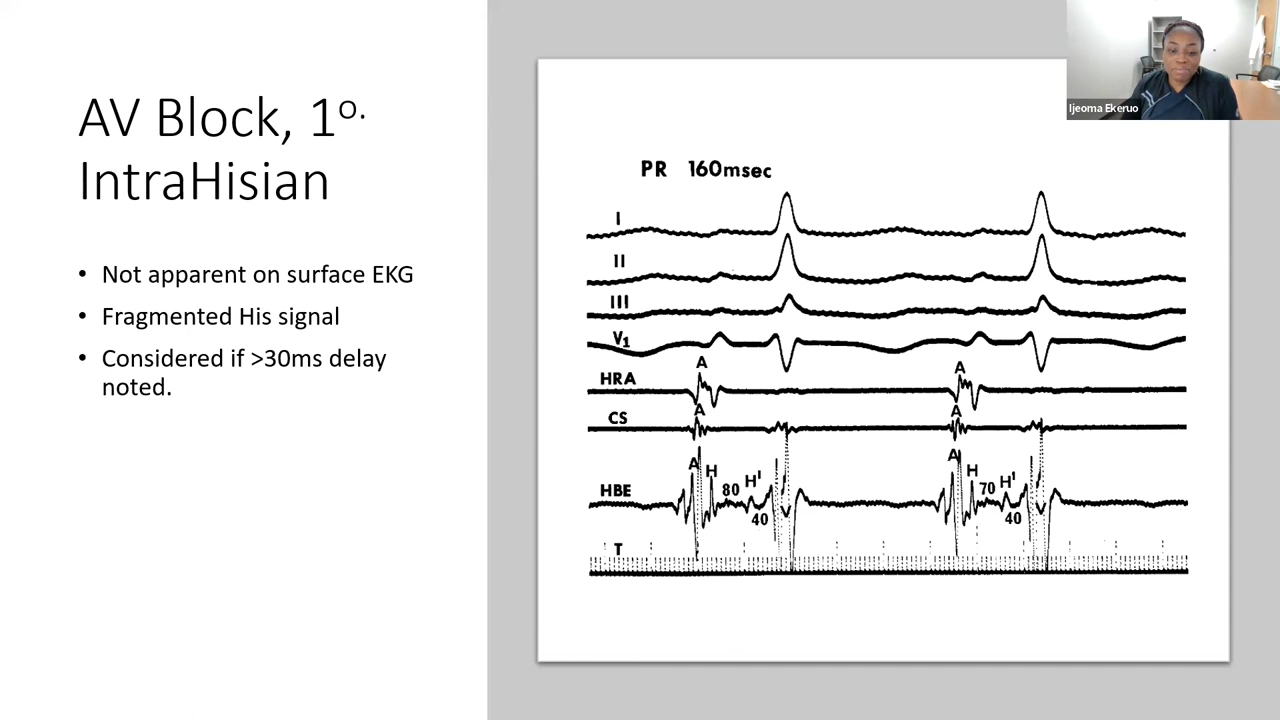 AV Block, 1º·
IntraHisian
• Not apparent on surface EKG
• Fragmented His signal
• Considered if >30ms delay
noted.
Ijeoma Ekeruo
PR 160msec
I
II
III
V₁
HRA A A
CS A A
HBE A H 80 H' 40 V A H 70 H' 40 V
T